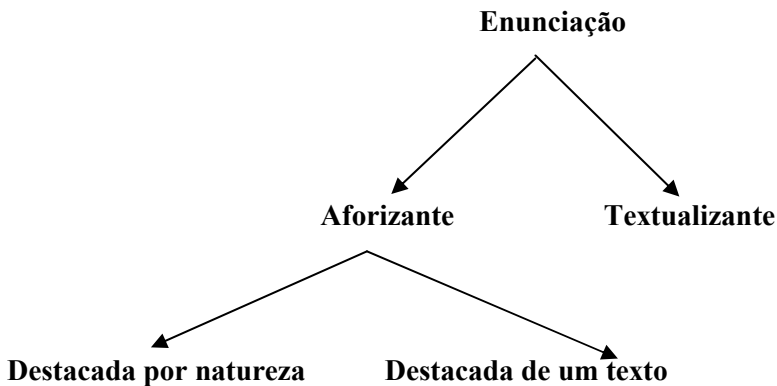 Enunciação
Aforizante Textualizante
Destacada por natureza Destacada de um texto